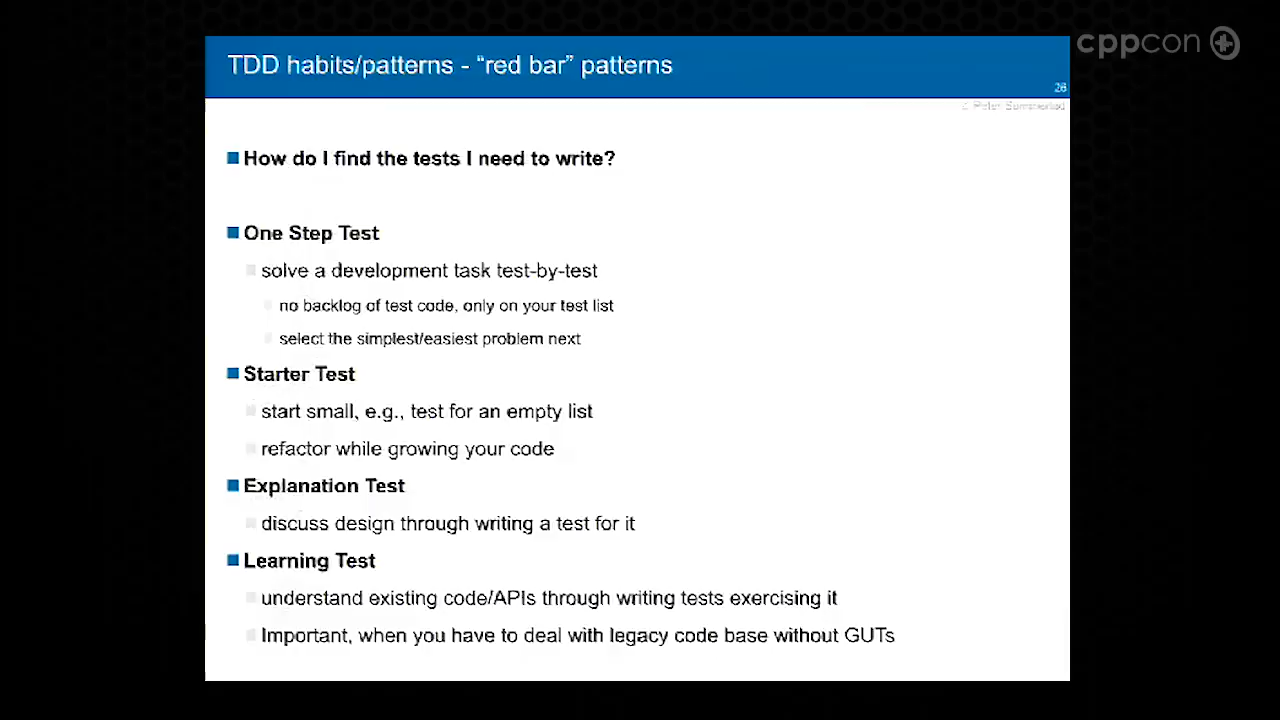 cppcon
TDD habits/patterns - “red bar” patterns
26
Peter Sommerlad
How do I find the tests I need to write?
One Step Test
solve a development task test-by-test
no backlog of test code, only on your test list
select the simplest/easiest problem next
Starter Test
start small, e.g., test for an empty list
refactor while growing your code
Explanation Test
discuss design through writing a test for it
Learning Test
understand existing code/APIs through writing tests exercising it
Important, when you have to deal with legacy code base without GUTs